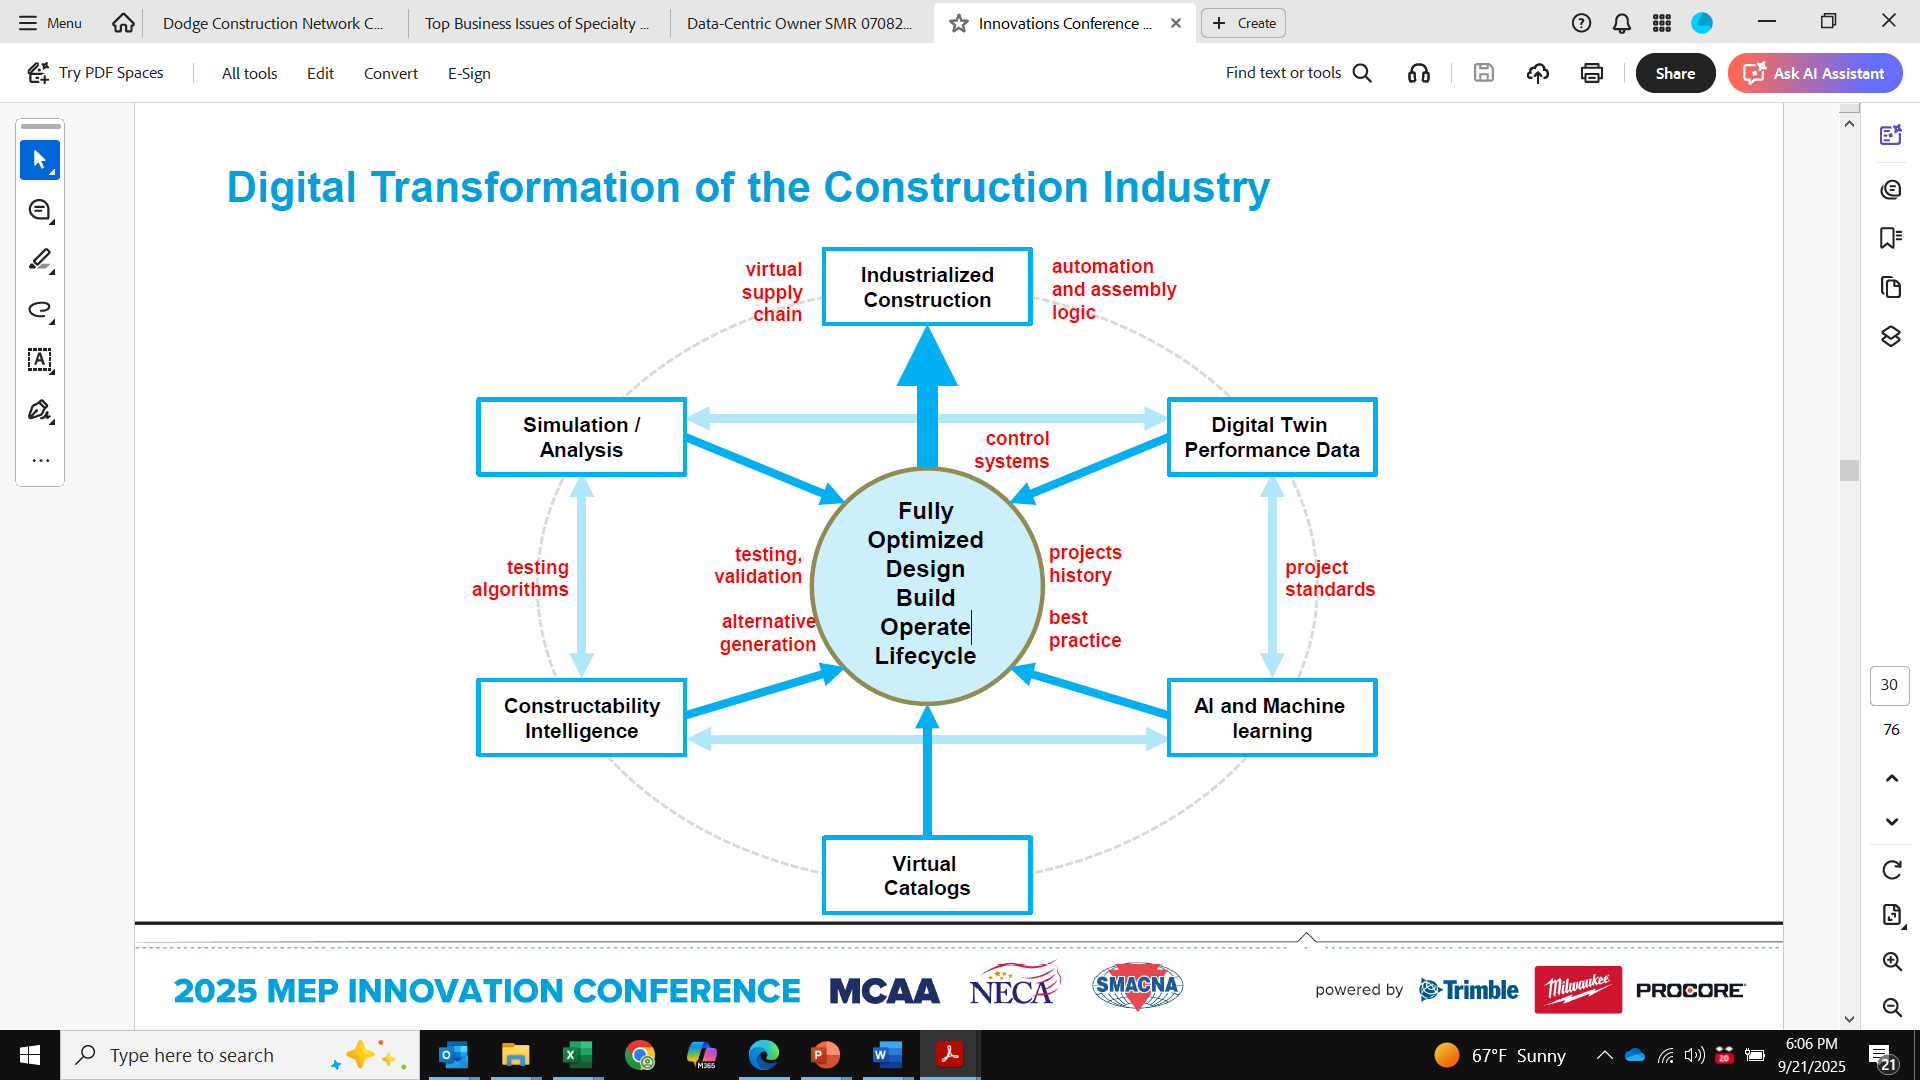 Menu
Dodge Construction Network C...
Top Business Issues of Specialty ...
Data-Centric Owner SMR 07082...
Innovations Conference ...
Create
Try PDF Spaces
All tools
Edit
Convert
E-Sign
Find text or tools
Share
Ask AI Assistant
Digital Transformation of the Construction Industry
virtual
supply
chain
Industrialized
Construction
automation
and assembly
logic
Simulation /
Analysis
control
systems
Digital Twin
Performance Data
Fully
Optimized
Design
Build
Operate
Lifecycle
testing
algorithms
testing,
validation
alternative
generation
projects
history
best
practice
project
standards
Constructability
Intelligence
AI and Machine
learning
Virtual
Catalogs
30
76
2025 MEP INNOVATION CONFERENCE
MCAA
NECA
SMACNA
powered by
Trimble
Milwaukee
PROCORE
Type here to search
M365
67°F Sunny
20
6:06 PM
9/21/2025
21